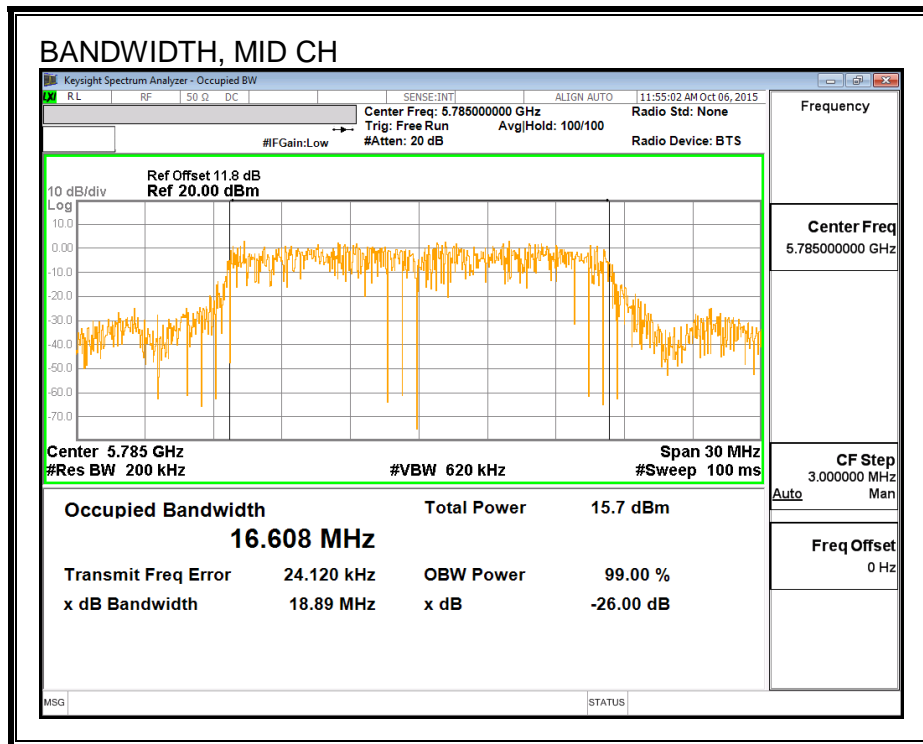 BANDWIDTH, MID CH
Keysight Spectrum Analyzer - Occupied BW
LXI RL RF 50 Ω DC SENSE:INT ALIGN AUTO 11:55:02 AM Oct 06, 2015
Center Freq: 5.785000000 GHz Radio Std: None
Trig: Free Run Avg|Hold: 100/100
#IFGain:Low #Atten: 20 dB Radio Device: BTS
Frequency
Ref Offset 11.8 dB
10 dB/div Ref 20.00 dBm
Log
10.0
0.00
-10.0
-20.0
-30.0
-40.0
-50.0
-60.0
-70.0
Center 5.785 GHz Span 30 MHz
#Res BW 200 kHz #VBW 620 kHz #Sweep 100 ms
Center Freq
5.785000000 GHz
CF Step
3.000000 MHz
Auto Man
Freq Offset
0 Hz
Occupied Bandwidth Total Power 15.7 dBm
16.608 MHz
Transmit Freq Error 24.120 kHz OBW Power 99.00 %
x dB Bandwidth 18.89 MHz x dB -26.00 dB
MSG STATUS